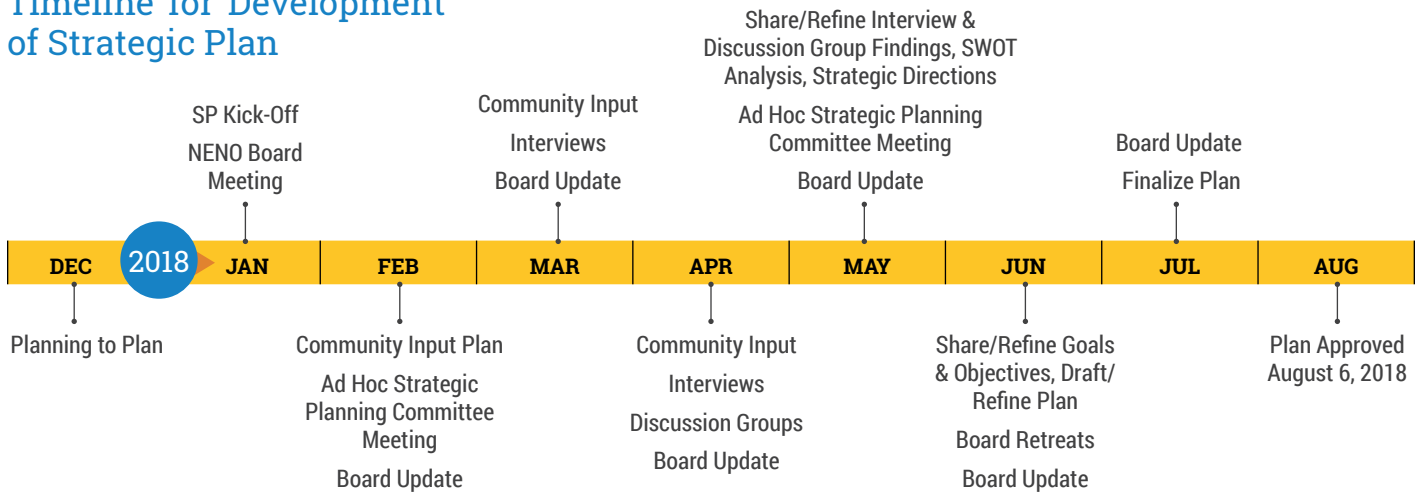 Timeline for Development
of Strategic Plan
SP Kick-Off
NENO Board
Meeting
Community Input
Interviews
Board Update
Share/Refine Interview &
Discussion Group Findings, SWOT
Analysis, Strategic Directions
Ad Hoc Strategic Planning
Committee Meeting
Board Update
Board Update
Finalize Plan
DEC
2018
JAN
FEB
MAR
APR
MAY
JUN
JUL
AUG
Planning to Plan
Community Input Plan
Ad Hoc Strategic
Planning Committee
Meeting
Board Update
Community Input
Interviews
Discussion Groups
Board Update
Share/Refine Goals
& Objectives, Draft/
Refine Plan
Board Retreats
Board Update
Plan Approved
August 6, 2018